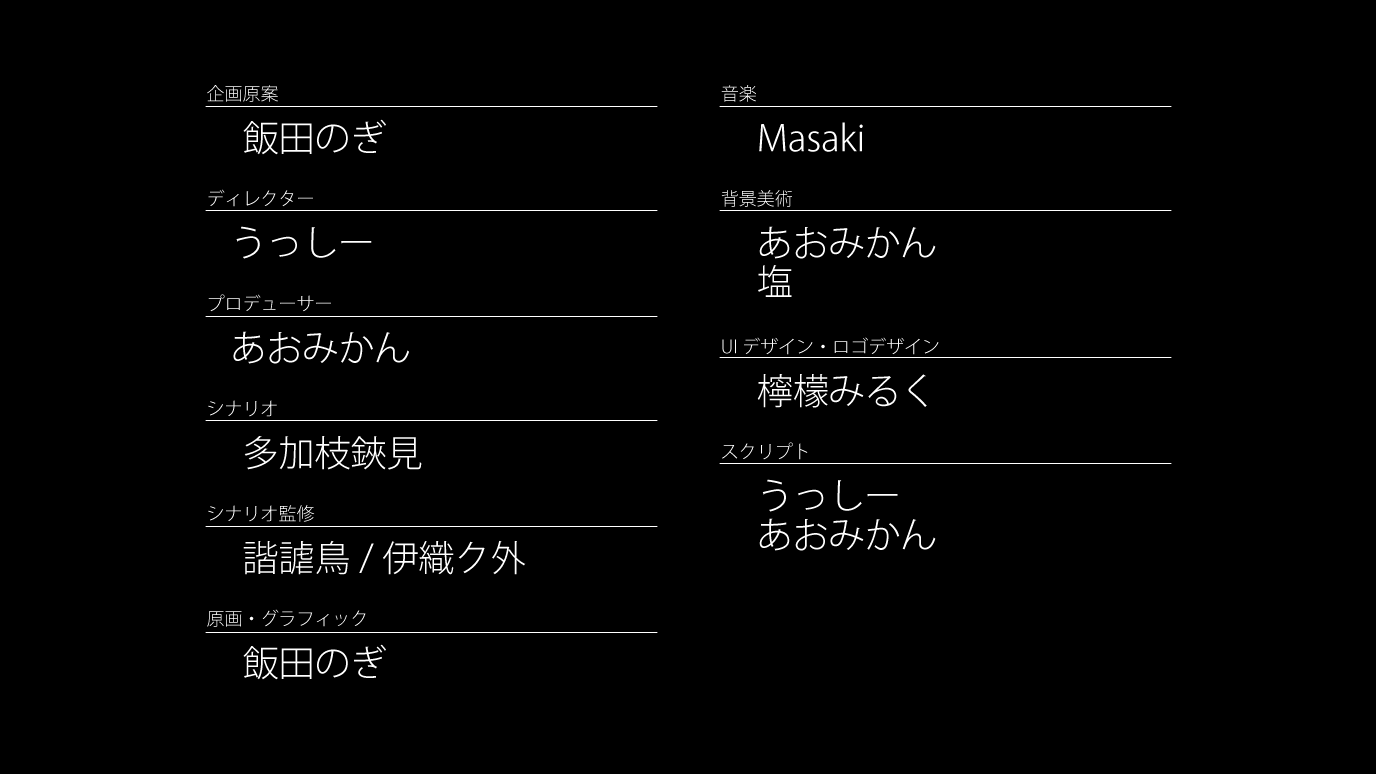 企画原案
飯田のぎ
ディレクター
うっしー
プロデューサー
あおみかん
シナリオ
多加枝鋏見
シナリオ監修
諧謔鳥 / 伊織ク外
原画・グラフィック
飯田のぎ
音楽
Masaki
背景美術
あおみかん
塩
UI デザイン・ロゴデザイン
檸檬みるく
スクリプト
うっしー
あおみかん